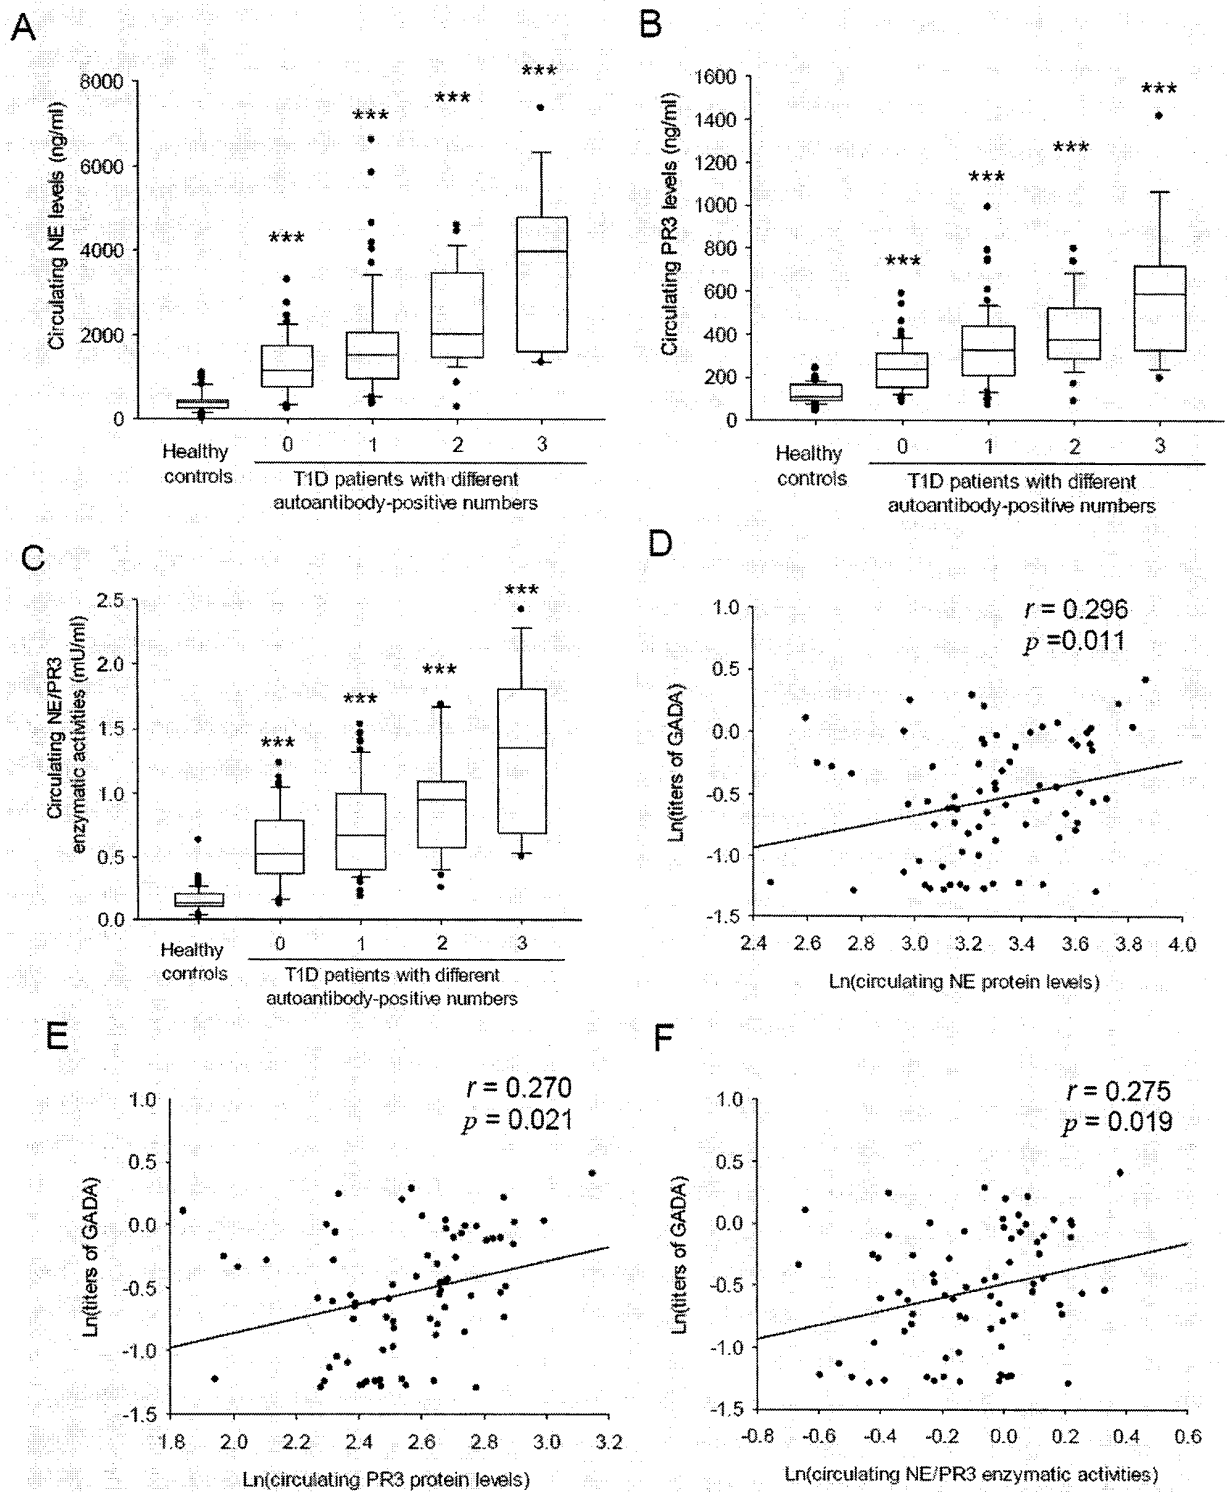 A
8000
6000
4000
2000
0
Circulating NE levels (ng/ml)
***
***
***
***
Healthy
controls
0
1
2
3
T1D patients with different
autoantibody-positive numbers
B
1600
1400
1200
1000
800
600
400
200
0
Circulating PR3 levels (ng/ml)
***
***
***
***
Healthy
controls
0
1
2
3
T1D patients with different
autoantibody-positive numbers
C
2.5
2.0
1.5
1.0
0.5
0.0
Circulating NE/PR3
enzymatic activities (mU/ml)
***
***
***
***
Healthy
controls
0
1
2
3
T1D patients with different
autoantibody-positive numbers
D
r = 0.296
p =0.011
1.0
0.5
0.0
-0.5
-1.0
-1.5
Ln(titers of GADA)
2.4 2.6 2.8 3.0 3.2 3.4 3.6 3.8 4.0
Ln(circulating NE protein levels)
E
r = 0.270
p = 0.021
1.0
0.5
0.0
-0.5
-1.0
-1.5
Ln(titers of GADA)
1.8 2.0 2.2 2.4 2.6 2.8 3.0 3.2
Ln(circulating PR3 protein levels)
F
r = 0.275
p = 0.019
1.0
0.5
0.0
-0.5
-1.0
-1.5
Ln(titers of GADA)
-0.8 -0.6 -0.4 -0.2 0.0 0.2 0.4 0.6
Ln(circulating NE/PR3 enzymatic activities)